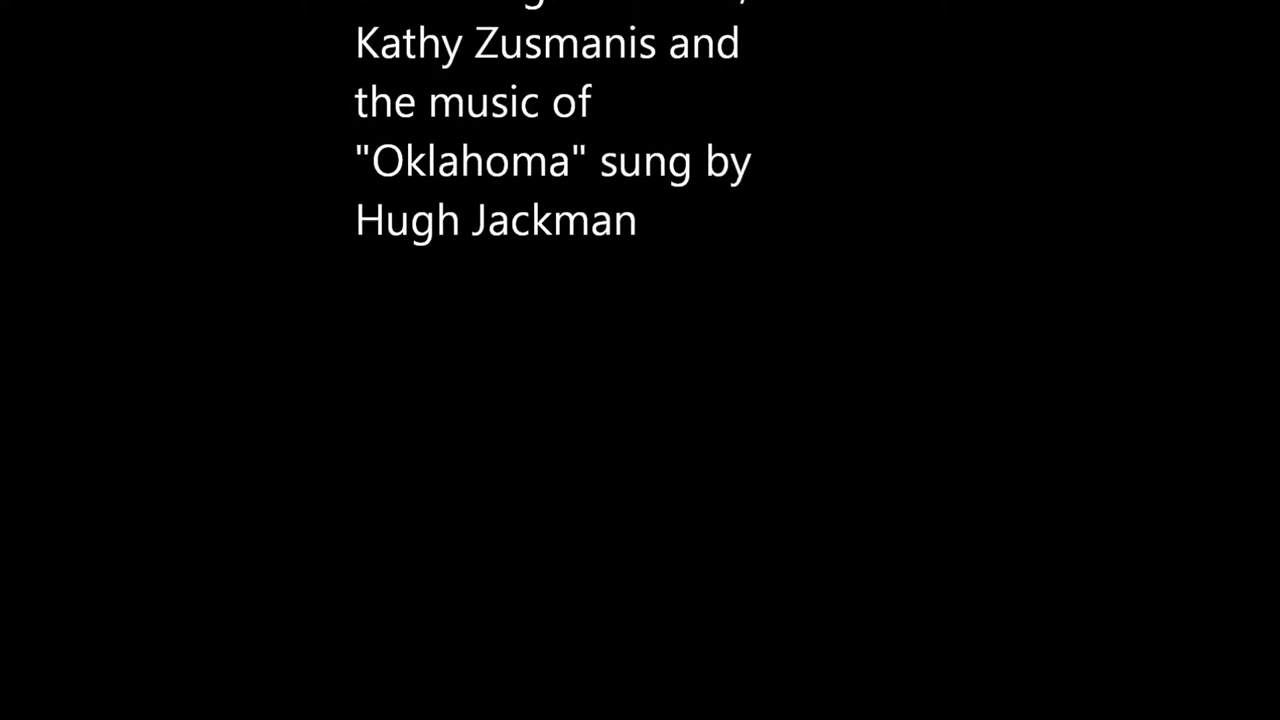 Kathy Zusmanis and
the music of
"Oklahoma" sung by
Hugh Jackman